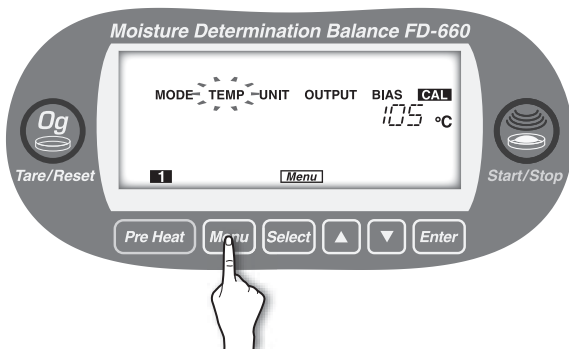 Moisture Determination Balance FD-660
MODE TEMP UNIT OUTPUT BIAS CAL
105 °C
1 Menu
0g
Tare/Reset
Start/Stop
Pre Heat Menu Select ▲ ▼ Enter